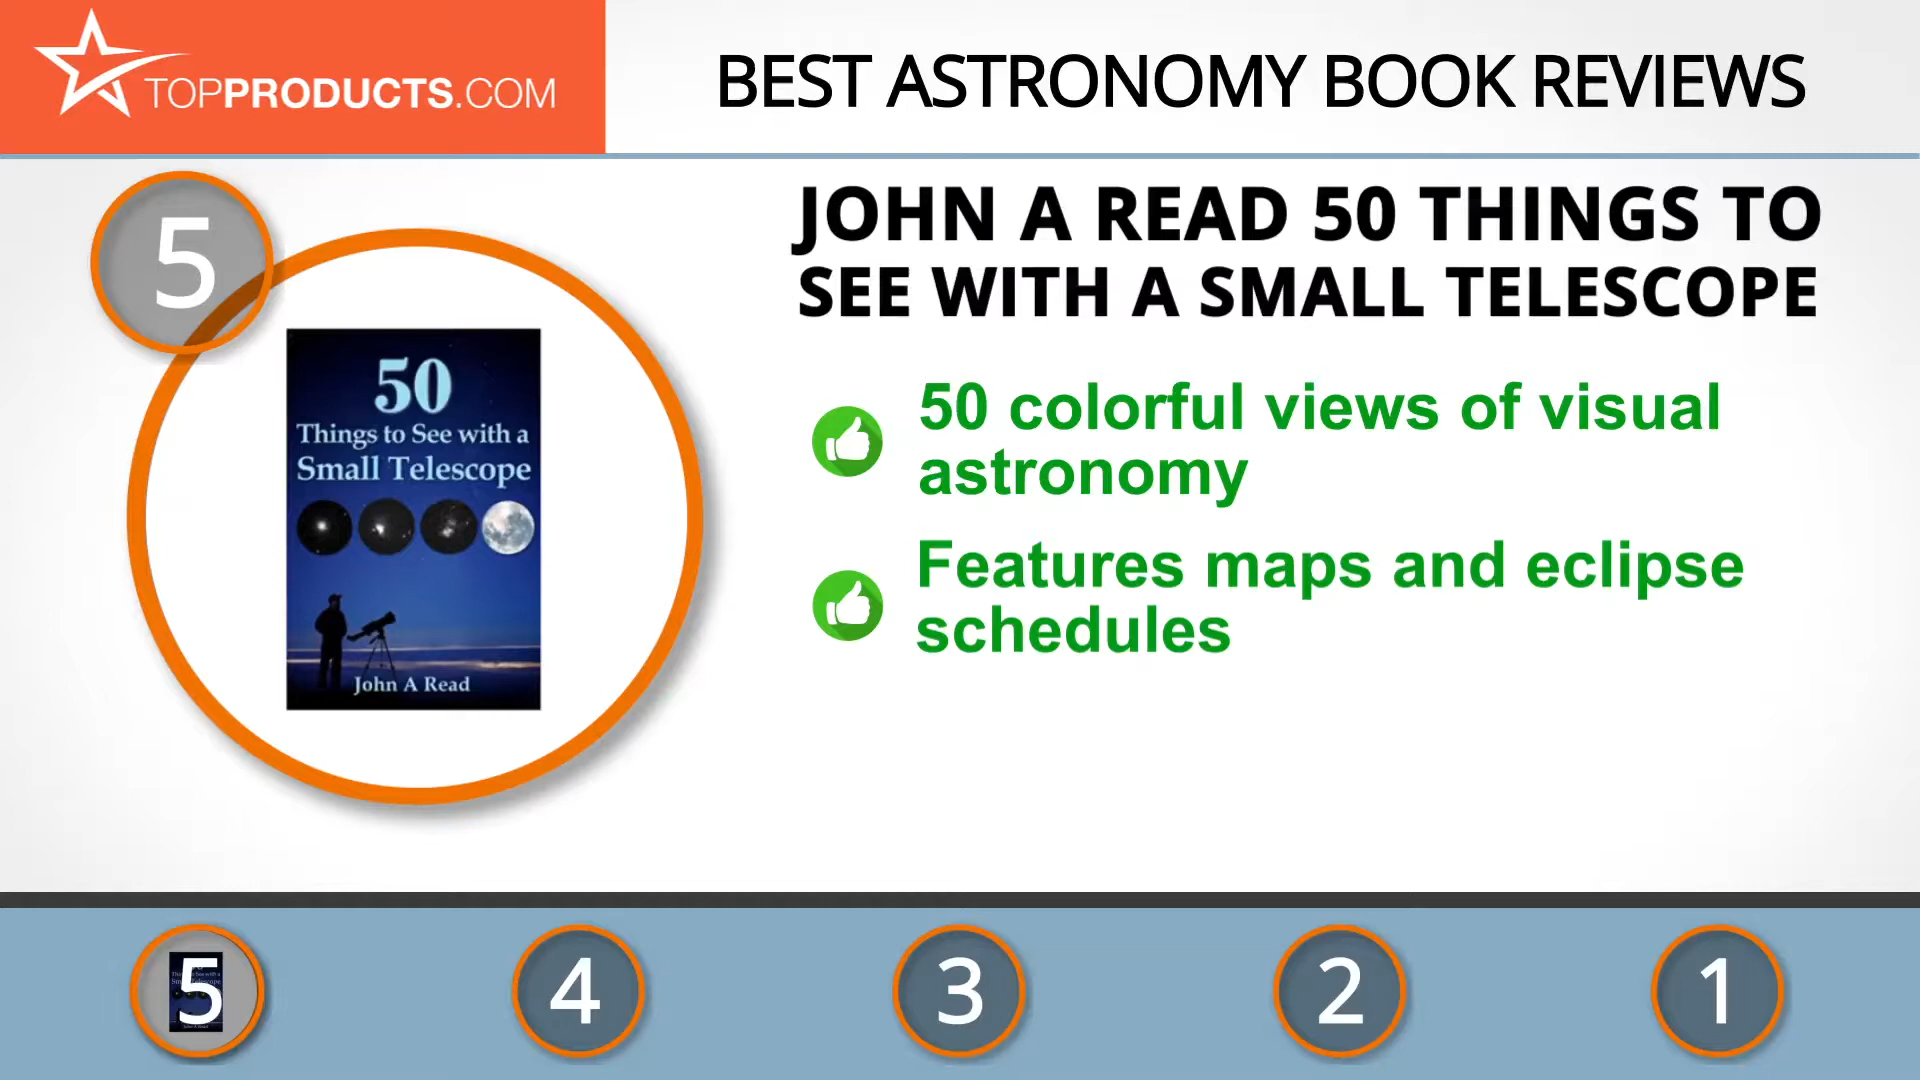 TOPPRODUCTS.COM
BEST ASTRONOMY BOOK REVIEWS
5
JOHN A READ 50 THINGS TO
SEE WITH A SMALL TELESCOPE
50
Things to See with a
Small Telescope
John A Read
50 colorful views of visual
astronomy
Features maps and eclipse
schedules
5
4
3
2
1